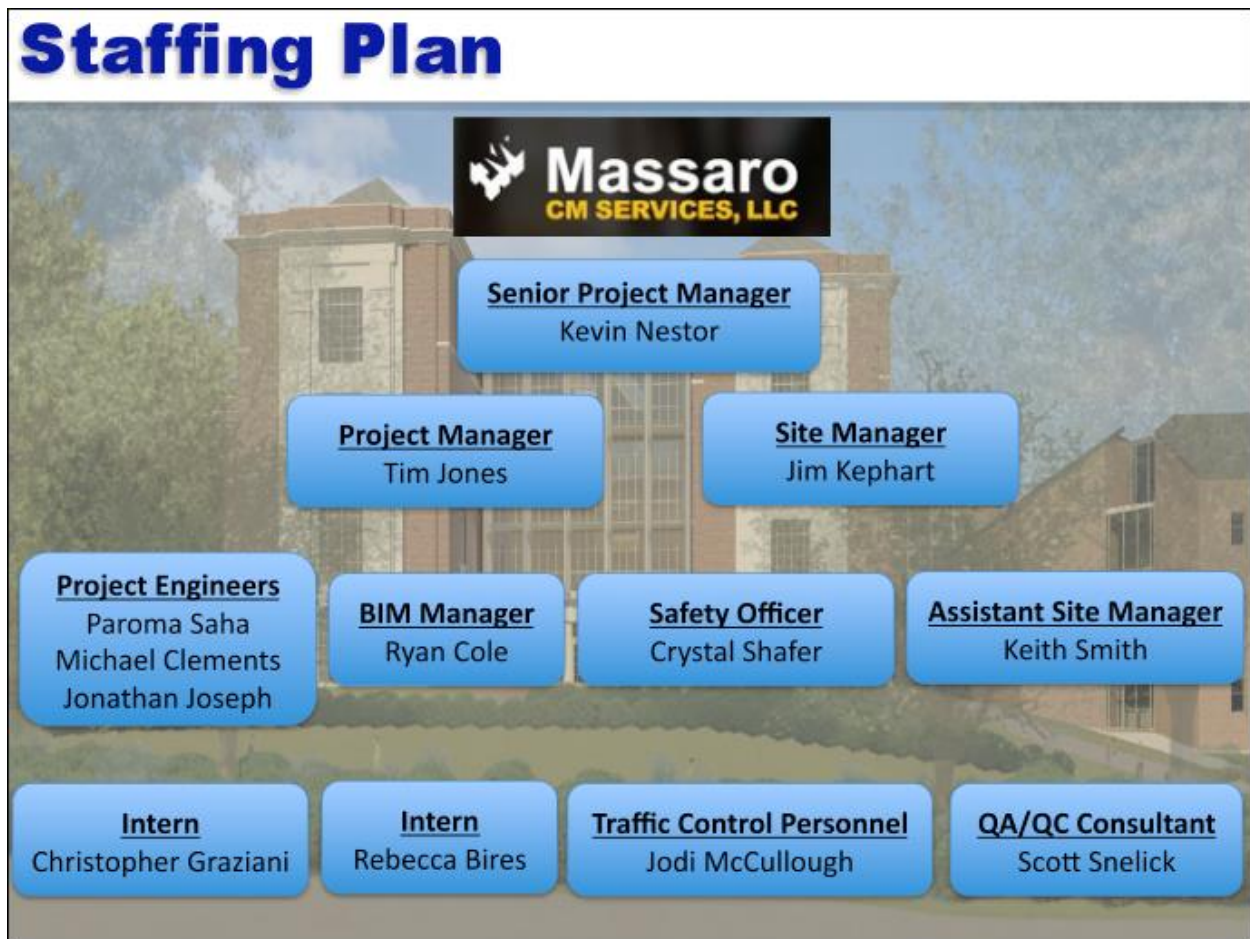 Staffing Plan
Massaro
CM SERVICES, LLC
Senior Project Manager
Kevin Nestor
Project Manager
Tim Jones
Site Manager
Jim Kephart
Project Engineers
Paroma Saha
Michael Clements
Jonathan Joseph
BIM Manager
Ryan Cole
Safety Officer
Crystal Shafer
Assistant Site Manager
Keith Smith
Intern
Christopher Graziani
Intern
Rebecca Bires
Traffic Control Personnel
Jodi McCullough
QA/QC Consultant
Scott Snelick